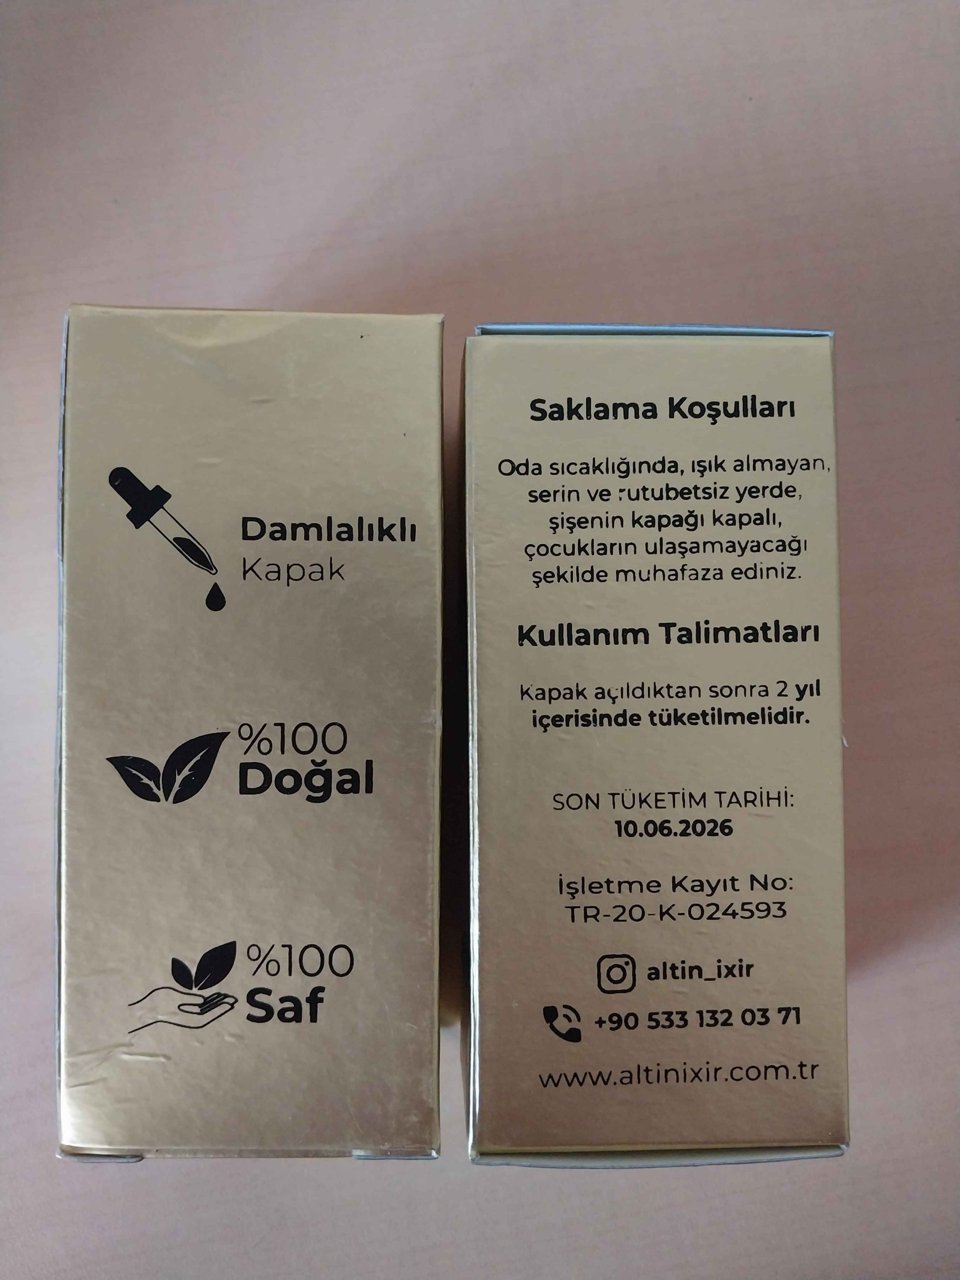 Damlalıklı
Kapak
%100
Doğal
%100
Saf
Saklama Koşulları
Oda sıcaklığında, ışık almayan,
serin ve rutubetsiz yerde,
şişenin kapağı kapalı,
çocukların ulaşamayacağı
şekilde muhafaza ediniz.
Kullanım Talimatları
Kapak açıldıktan sonra 2 yıl
içerisinde tüketilmelidir.
SON TÜKETİM TARİHİ:
10.06.2026
İşletme Kayıt No:
TR-20-K-024593
altin_ixir
+90 533 132 03 71
www.altinixir.com.tr